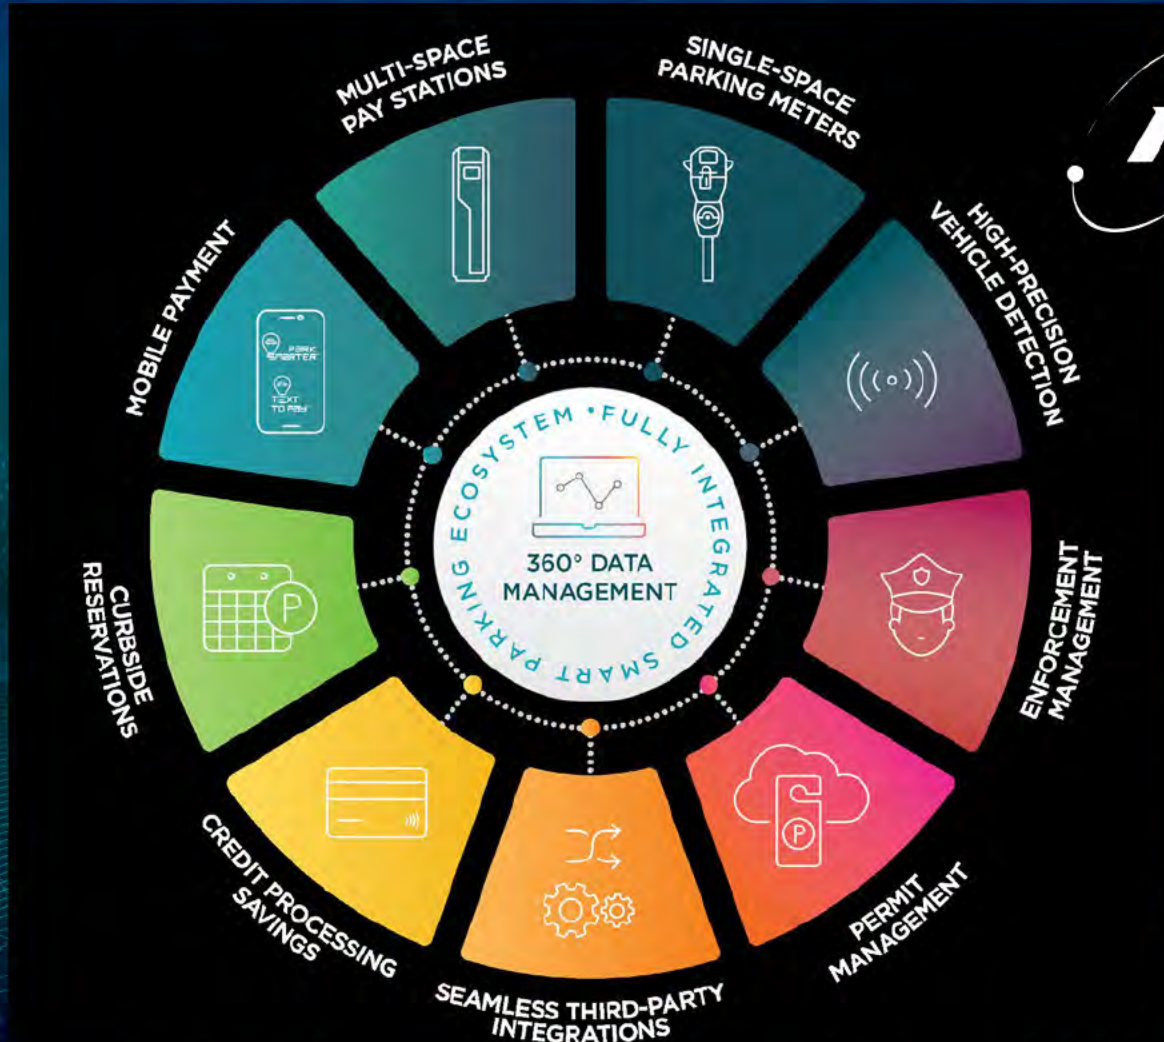 MULTI-SPACE
PAY STATIONS
SINGLE-SPACE
PARKING METERS
HIGH-PRECISION
VEHICLE DETECTION
ENFORCEMENT
MANAGEMENT
PERMIT
MANAGEMENT
SEAMLESS THIRD-PARTY
INTEGRATIONS
CREDIT PROCESSING
SAVINGS
CURBSIDE
RESERVATIONS
MOBILE PAYMENT
PARK
SMARTER
TEXT
TO PAY
P
P
FULLY INTEGRATED SMART PARKING ECOSYSTEM •
360° DATA
MANAGEMENT